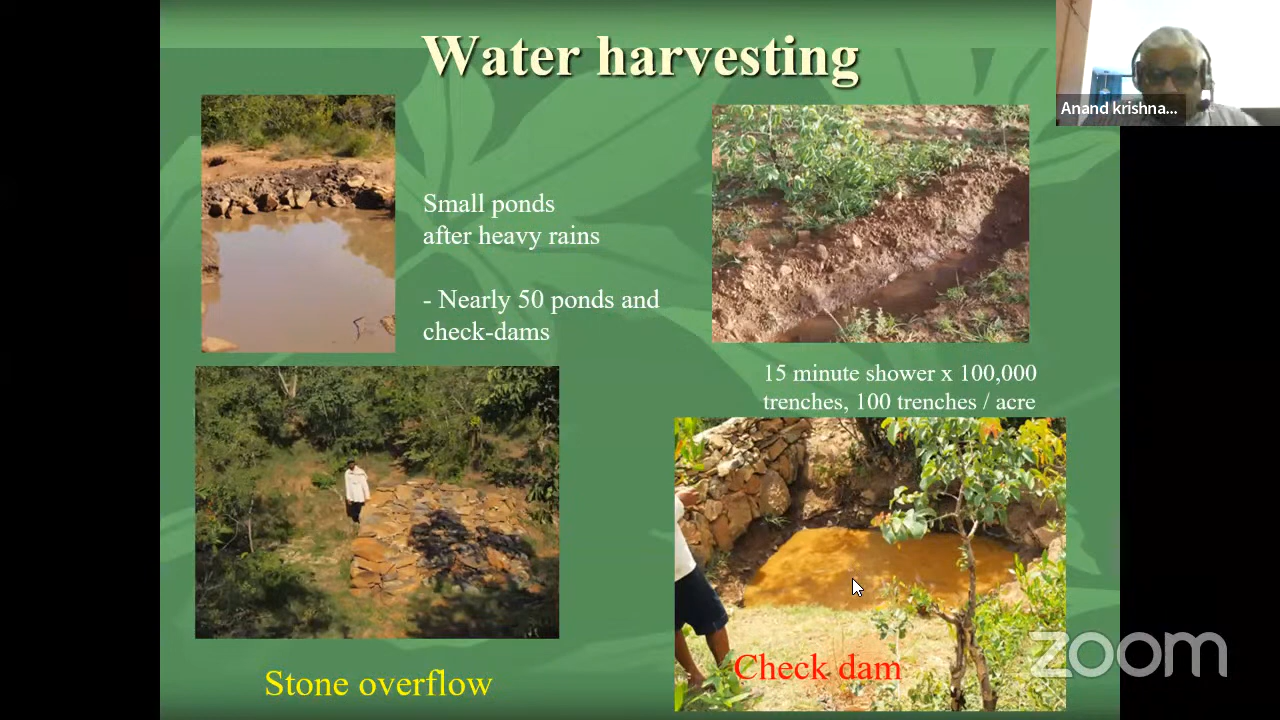 Water harvesting
Anand krishna...
Small ponds
after heavy rains
- Nearly 50 ponds and
check-dams
15 minute shower x 100,000
trenches, 100 trenches / acre
Stone overflow
Check dam
zoom